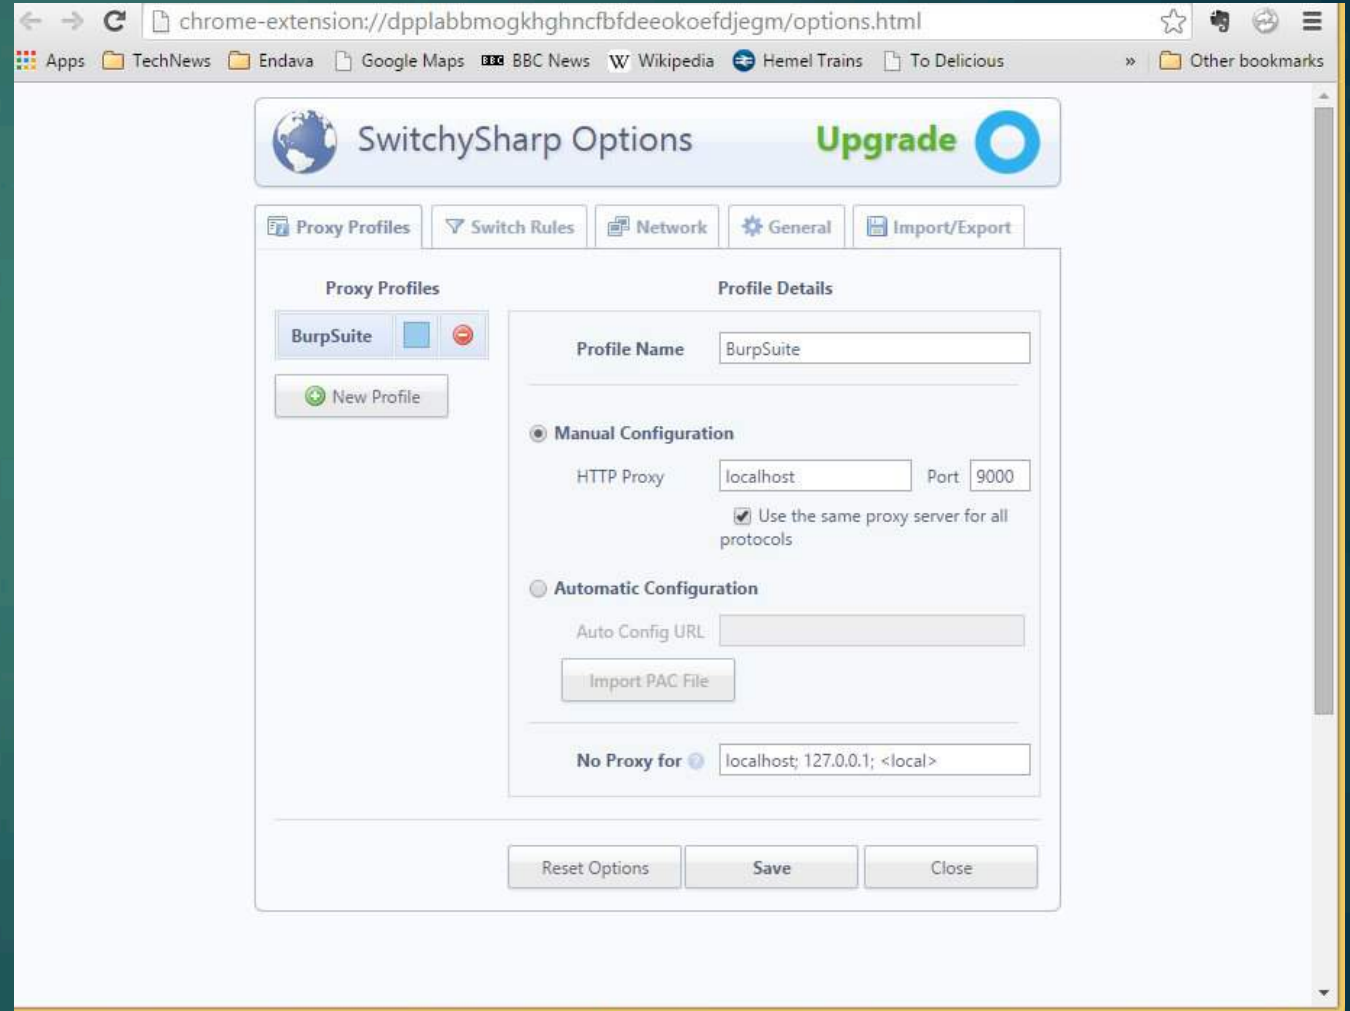 chrome-extension://dpplabbmogkhghncfbfdeeokoefdjegm/options.html
Apps TechNews Endava Google Maps BBC BBC News W Wikipedia Hemel Trains To Delicious » Other bookmarks
SwitchySharp Options Upgrade
Proxy Profiles Switch Rules Network General Import/Export
Proxy Profiles Profile Details
BurpSuite
Profile Name BurpSuite
New Profile
Manual Configuration
HTTP Proxy localhost Port 9000
Use the same proxy server for all
protocols
Automatic Configuration
Auto Config URL
Import PAC File
No Proxy for ? localhost; 127.0.0.1; <local>
Reset Options Save Close